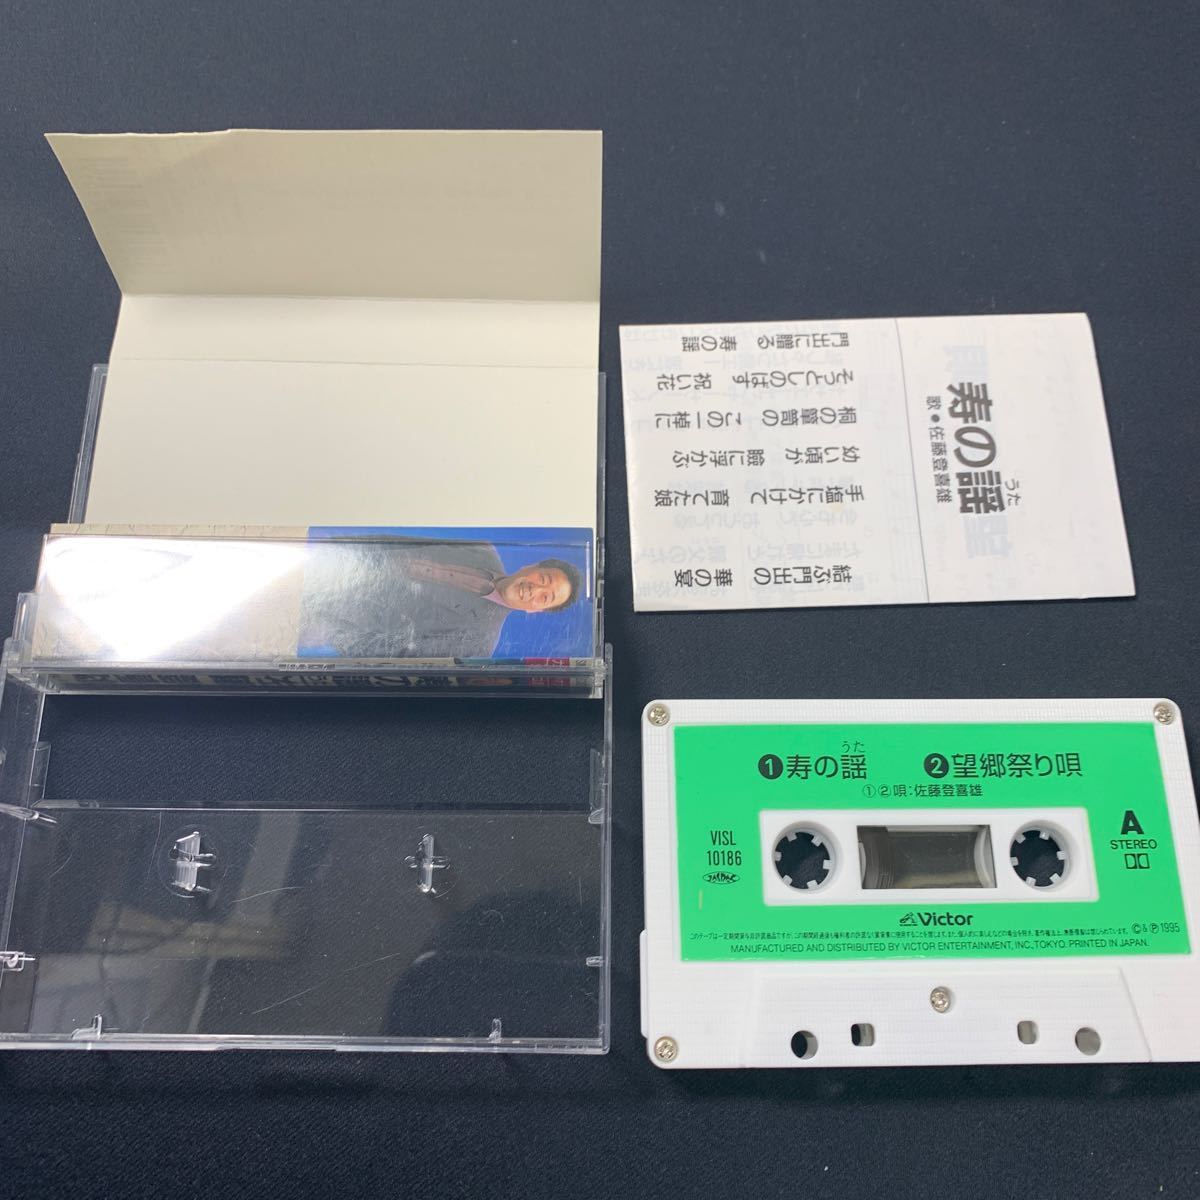 寿の謡
うた
歌●佐藤登喜雄
結ぶ門出の 華の宴
手塩にかけて 育てた娘
幼い頃が 瞼に浮かぶ
桐の箪笥の この一棹に
そっとしのばす 祝い花
門出に贈る 寿の謡
うた
❶寿の謡 ❷望郷祭り唄
①②唄:佐藤登喜雄
VISL
10186
A
STEREO
Victor
MANUFACTURED AND DISTRIBUTED BY VICTOR ENTERTAINMENT, INC., TOKYO. PRINTED IN JAPAN.
Ⓒ&Ⓟ1995